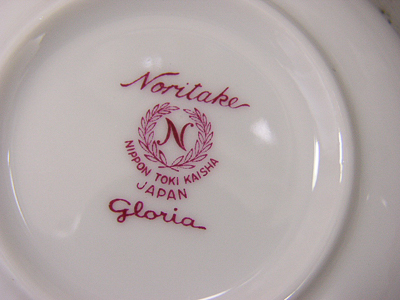 Noritake
N
NIPPON TOKI KAISHA
JAPAN
Gloria